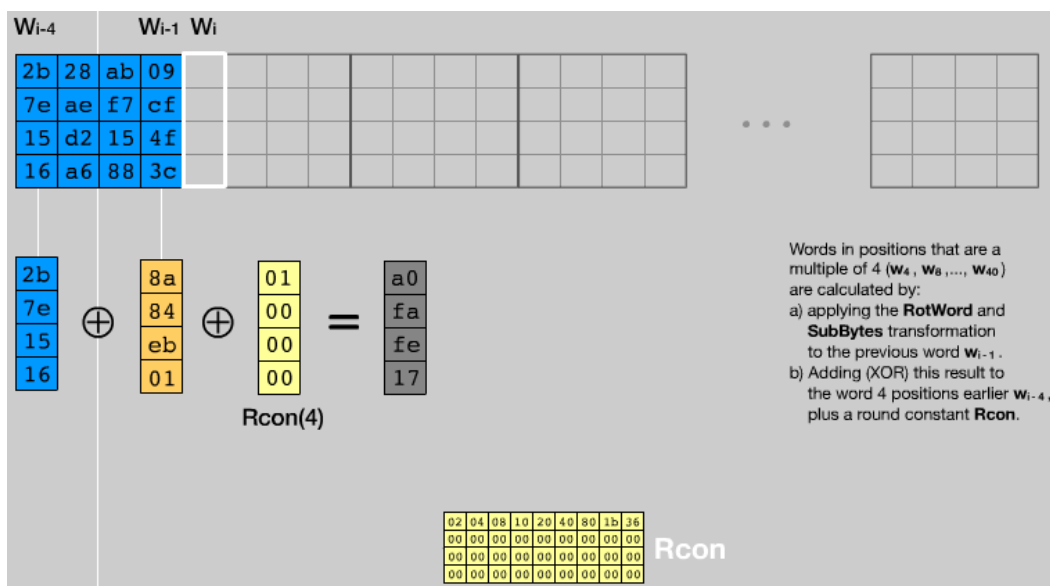 Wi-4 Wi-1 Wi
2b 28 ab 09
7e ae f7 cf
15 d2 15 4f
16 a6 88 3c
2b 8a 01 a0
7e 84 00 fa
15 eb 00 fe
16 01 00 17
⊕ ⊕ =
Rcon(4)
Words in positions that are a
multiple of 4 (w4, w8,..., w40)
are calculated by:
a) applying the RotWord and
SubBytes transformation
to the previous word wi-1.
b) Adding (XOR) this result to
the word 4 positions earlier wi-4,
plus a round constant Rcon.
02 04 08 10 20 40 80 1b 36
00 00 00 00 00 00 00 00 00
00 00 00 00 00 00 00 00 00
00 00 00 00 00 00 00 00 00
Rcon